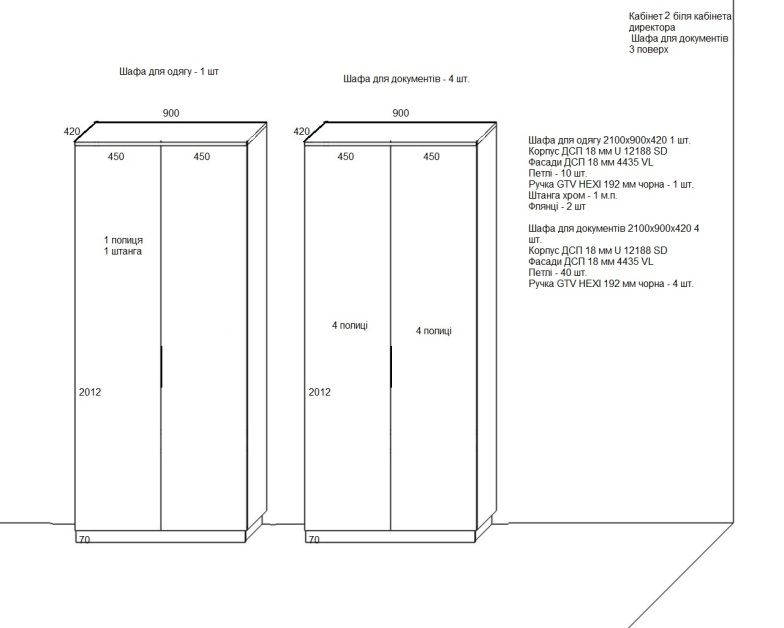 Кабінет 2 біля кабінета
директора
Шафа для документів
3 поверх
Шафа для одягу - 1 шт
Шафа для документів - 4 шт.
900
900
420
420
450
450
450
450
Шафа для одягу 2100х900х420 1 шт.
Корпус ДСП 18 мм U 12188 SD
Фасади ДСП 18 мм 4435 VL
Петлі - 10 шт.
Ручка GTV HEXI 192 мм чорна - 1 шт.
Штанга хром - 1 м.п.
Флянці - 2 шт
Шафа для документів 2100х900х420 4
шт.
Корпус ДСП 18 мм U 12188 SD
Фасади ДСП 18 мм 4435 VL
Петлі - 40 шт.
Ручка GTV HEXI 192 мм чорна - 4 шт.
1 полиця
1 штанга
4 полиці
4 полиці
2012
2012
70
70